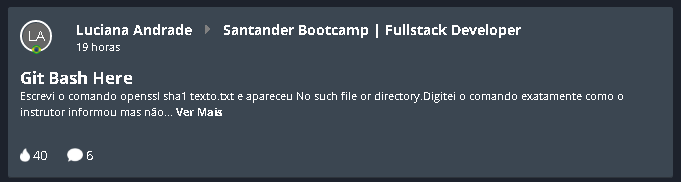 LA Luciana Andrade Santander Bootcamp | Fullstack Developer
19 horas
Git Bash Here
Escrevi o comando openssl sha1 texto.txt e apareceu No such file or directory.Digitei o comando exatamente como o
instrutor informou mas não... Ver Mais
40 6